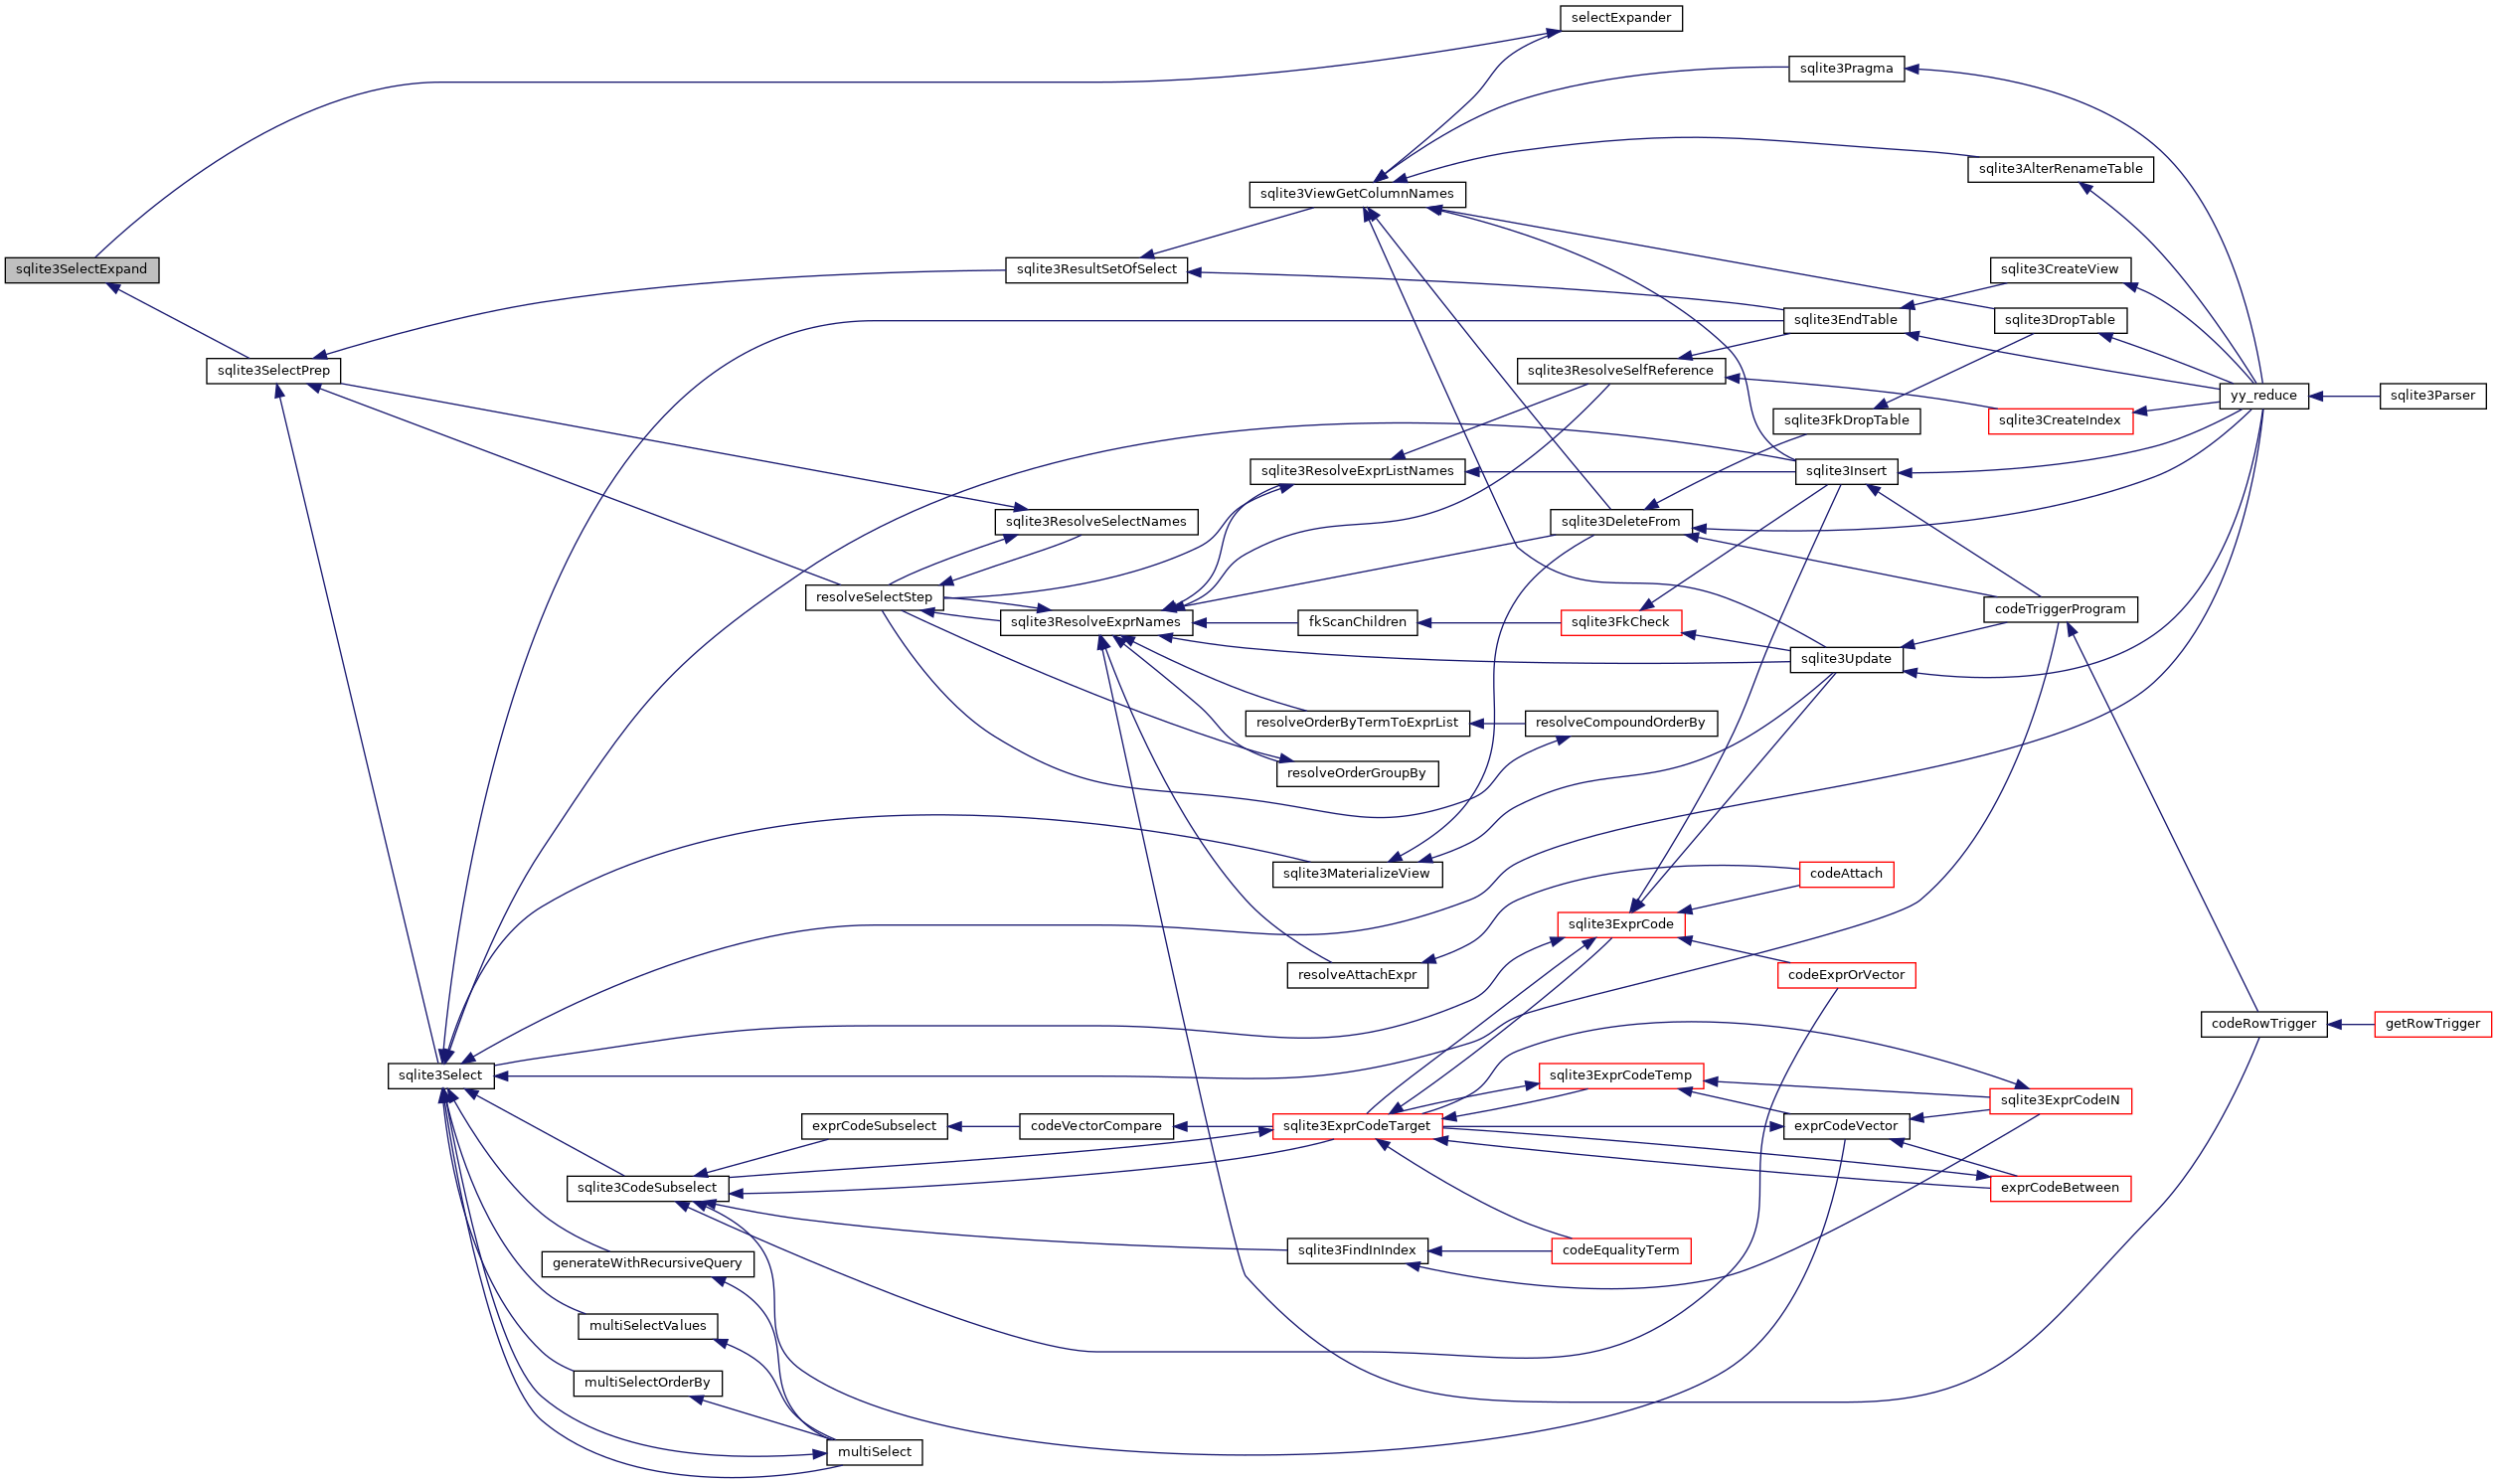 selectExpander
sqlite3Pragma
sqlite3AlterRenameTable
sqlite3ViewGetColumnNames
sqlite3SelectExpand
sqlite3ResultSetOfSelect
sqlite3CreateView
sqlite3EndTable
sqlite3DropTable
sqlite3SelectPrep
sqlite3ResolveSelfReference
yy_reduce
sqlite3Parser
sqlite3FkDropTable
sqlite3CreateIndex
sqlite3ResolveExprListNames
sqlite3Insert
sqlite3ResolveSelectNames
sqlite3DeleteFrom
resolveSelectStep
sqlite3ResolveExprNames
fkScanChildren
sqlite3FkCheck
codeTriggerProgram
sqlite3Update
resolveOrderByTermToExprList
resolveCompoundOrderBy
resolveOrderGroupBy
sqlite3MaterializeView
codeAttach
sqlite3ExprCode
resolveAttachExpr
codeExprOrVector
codeRowTrigger
getRowTrigger
sqlite3Select
sqlite3ExprCodeTemp
sqlite3ExprCodeIN
exprCodeSubselect
codeVectorCompare
sqlite3ExprCodeTarget
exprCodeVector
sqlite3CodeSubselect
exprCodeBetween
generateWithRecursiveQuery
sqlite3FindInIndex
codeEqualityTerm
multiSelectValues
multiSelectOrderBy
multiSelect